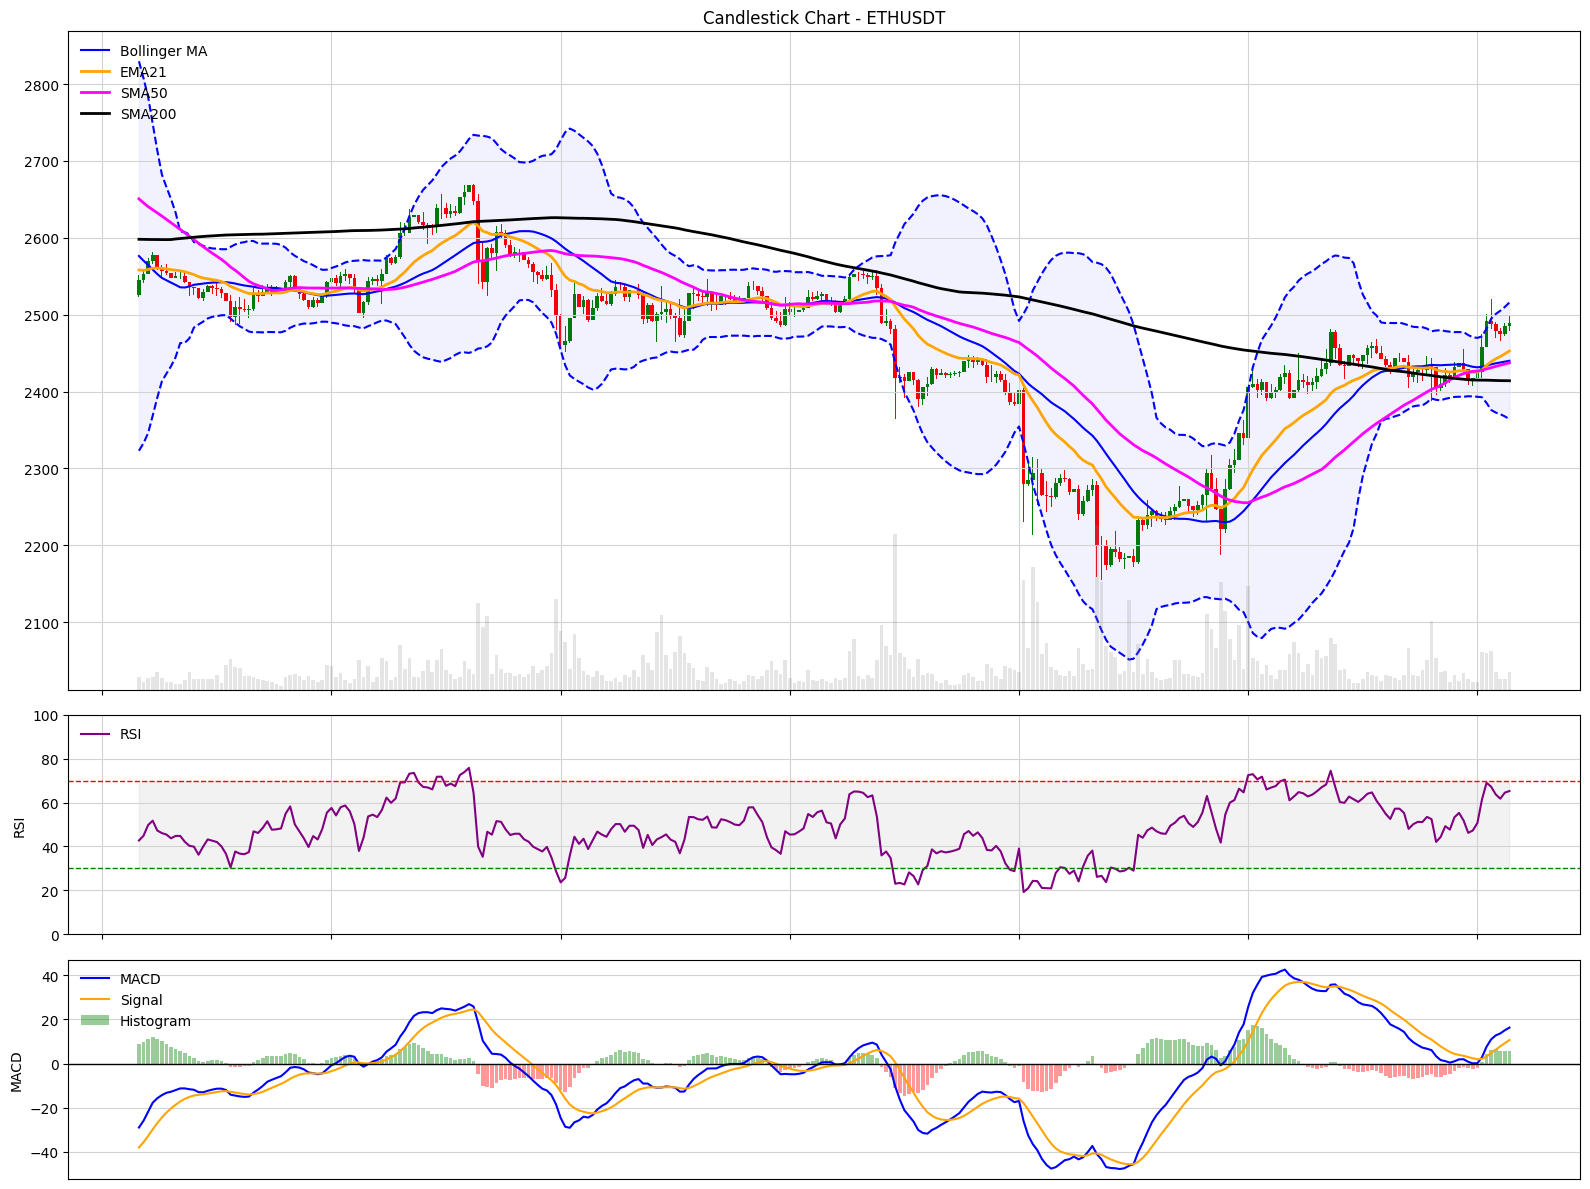 Candlestick Chart - ETHUSDT
Bollinger MA
EMA21
SMA50
SMA200
2800
2700
2600
2500
2400
2300
2200
2100
RSI
RSI
100
80
60
40
20
0
MACD
Signal
Histogram
MACD
40
20
0
−20
−40